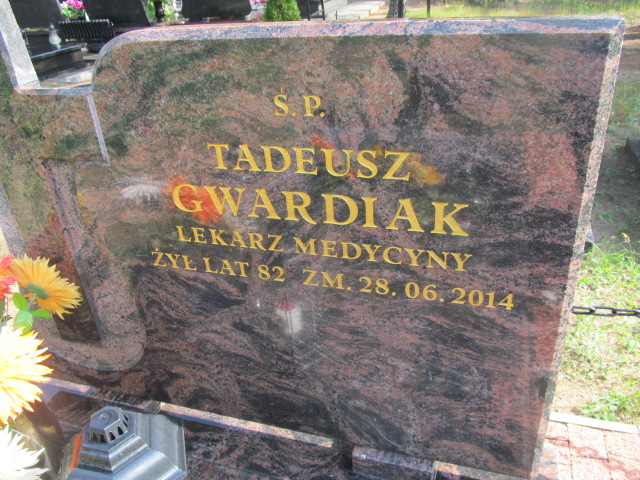 Ś.P.
TADEUSZ
GWARDIAK
LEKARZ MEDYCYNY
ŻYŁ LAT 82 ZM. 28.06.2014